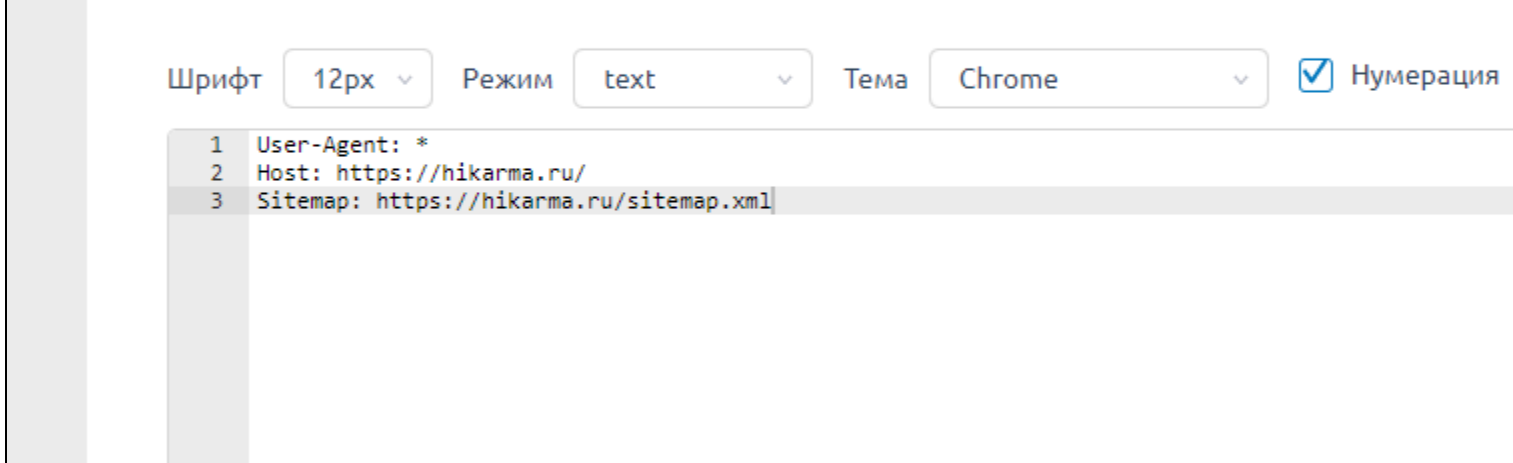 Шрифт 12px Режим text Тема Chrome Нумерация
1 User-Agent: *
2 Host: https://hikarma.ru/
3 Sitemap: https://hikarma.ru/sitemap.xml